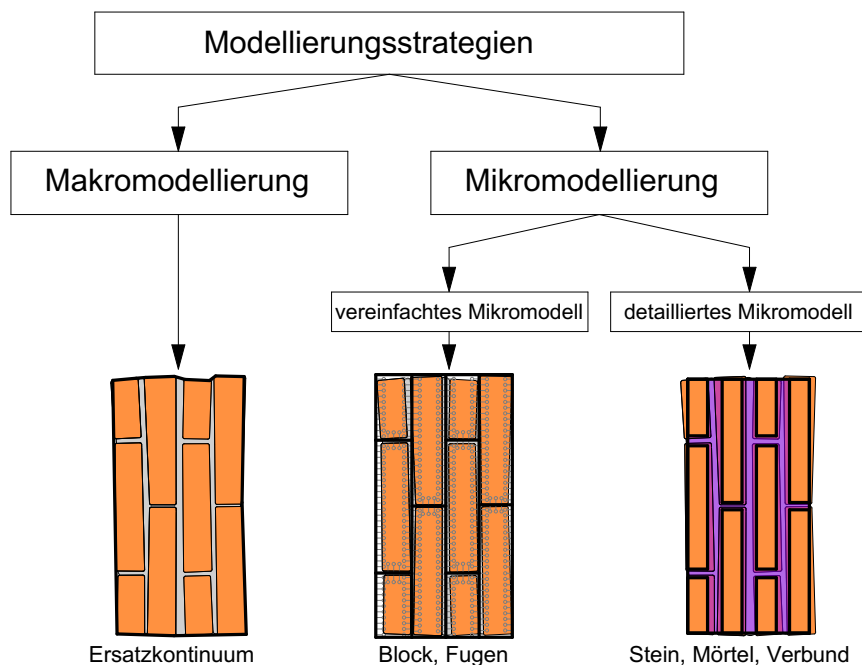 Modellierungsstrategien
Makromodellierung
Mikromodellierung
vereinfachtes Mikromodell
detailliertes Mikromodell
Ersatzkontinuum
Block, Fugen
Stein, Mörtel, Verbund